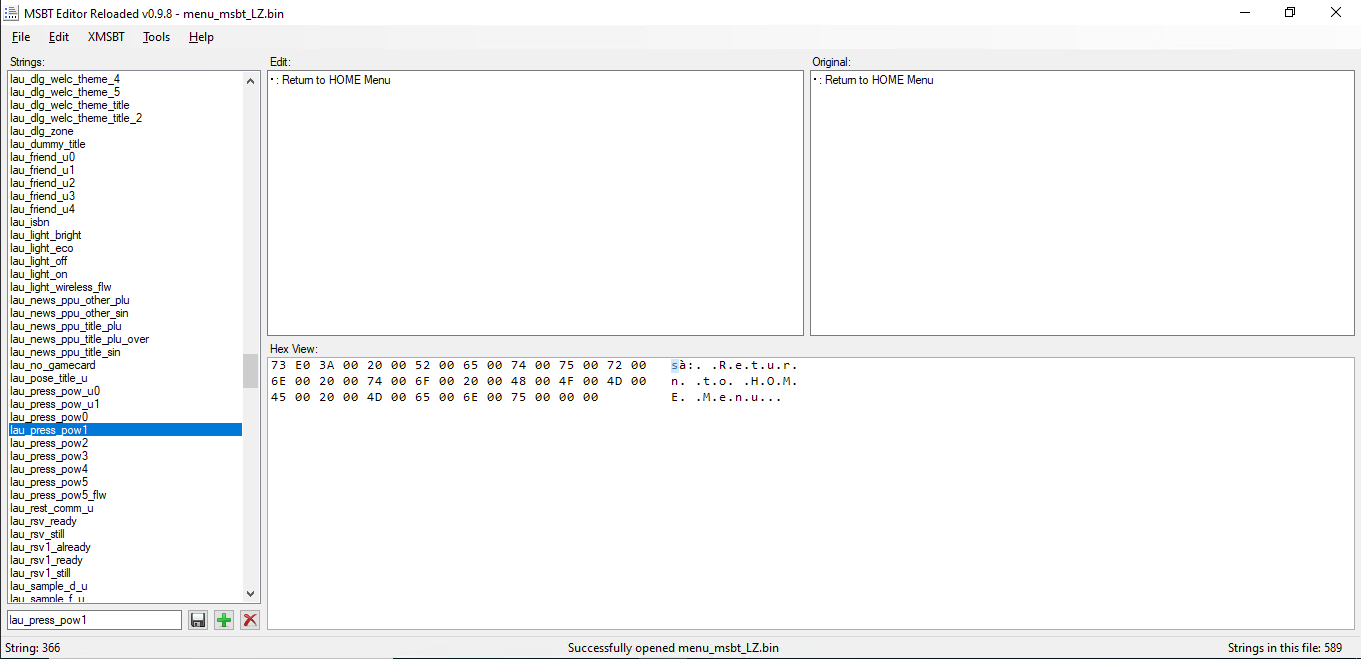 MSBT Editor Reloaded v0.9.8 - menu_msbt_LZ.bin
File Edit XMSBT Tools Help
Strings:
lau_dlg_welc_theme_4
lau_dlg_welc_theme_5
lau_dlg_welc_theme_title
lau_dlg_welc_theme_title_2
lau_dlg_zone
lau_dummy_title
lau_friend_u0
lau_friend_u1
lau_friend_u2
lau_friend_u3
lau_friend_u4
lau_isbn
lau_light_bright
lau_light_eco
lau_light_off
lau_light_on
lau_light_wireless_flw
lau_news_ppu_other_plu
lau_news_ppu_other_sin
lau_news_ppu_title_plu
lau_news_ppu_title_plu_over
lau_news_ppu_title_sin
lau_no_gamecard
lau_pose_title_u
lau_press_pow_u0
lau_press_pow_u1
lau_press_pow0
lau_press_pow1
lau_press_pow2
lau_press_pow3
lau_press_pow4
lau_press_pow5
lau_press_pow5_flw
lau_rest_comm_u
lau_rsv_ready
lau_rsv_still
lau_rsv1_already
lau_rsv1_ready
lau_rsv1_still
lau_sample_d_u
lau_sample_f_u
lau_press_pow1
Edit:
· : Return to HOME Menu
Original:
· : Return to HOME Menu
Hex View:
73 E0 3A 00 20 00 52 00 65 00 74 00 75 00 72 00 sà:. .R.e.t.u.r.
6E 00 20 00 74 00 6F 00 20 00 48 00 4F 00 4D 00 n. .t.o. .H.O.M.
45 00 20 00 4D 00 65 00 6E 00 75 00 00 00 E. .M.e.n.u...
String: 366
Successfully opened menu_msbt_LZ.bin
Strings in this file: 589